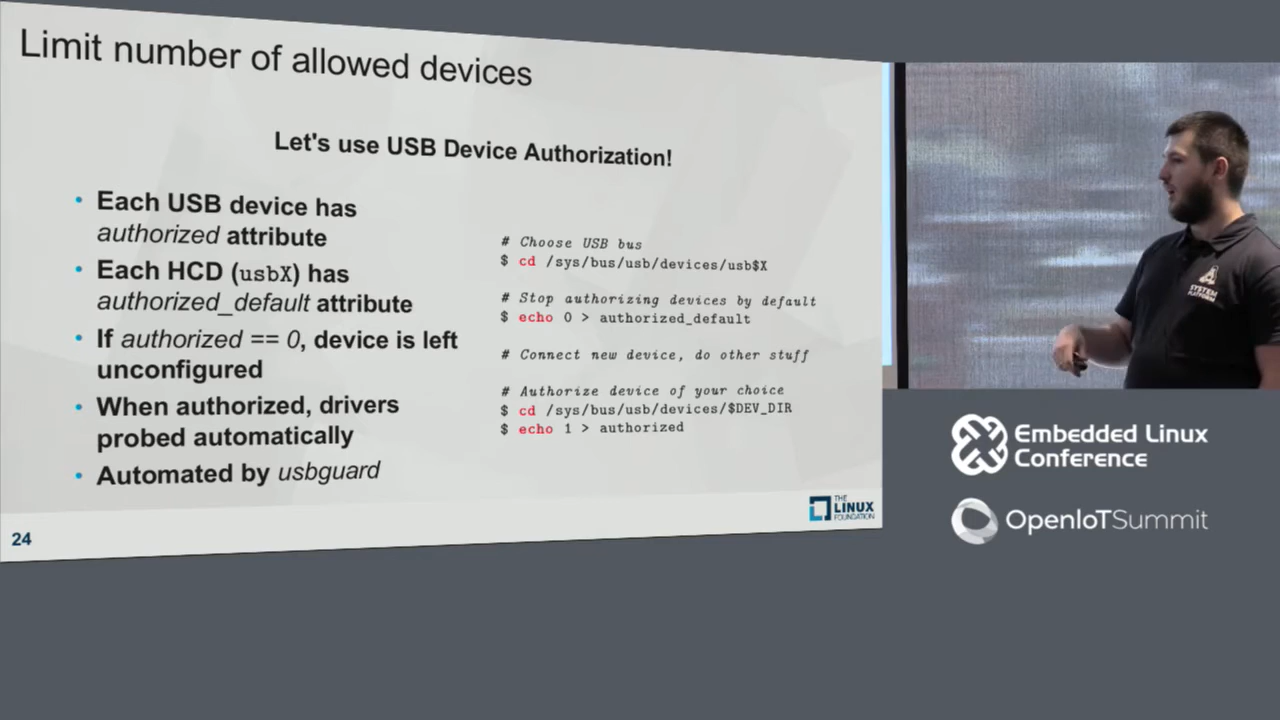 Limit number of allowed devices
Let's use USB Device Authorization!
• Each USB device has
authorized attribute
• Each HCD (usbX) has
authorized_default attribute
• If authorized == 0, device is left
unconfigured
• When authorized, drivers
probed automatically
• Automated by usbguard
# Choose USB bus
$ cd /sys/bus/usb/devices/usb$X
# Stop authorizing devices by default
$ echo 0 > authorized_default
# Connect new device, do other stuff
# Authorize device of your choice
$ cd /sys/bus/usb/devices/$DEV_DIR
$ echo 1 > authorized
THE
LINUX
FOUNDATION
24
SYSTEM
PLATFORM
Embedded Linux
Conference
OpenIoTSummit